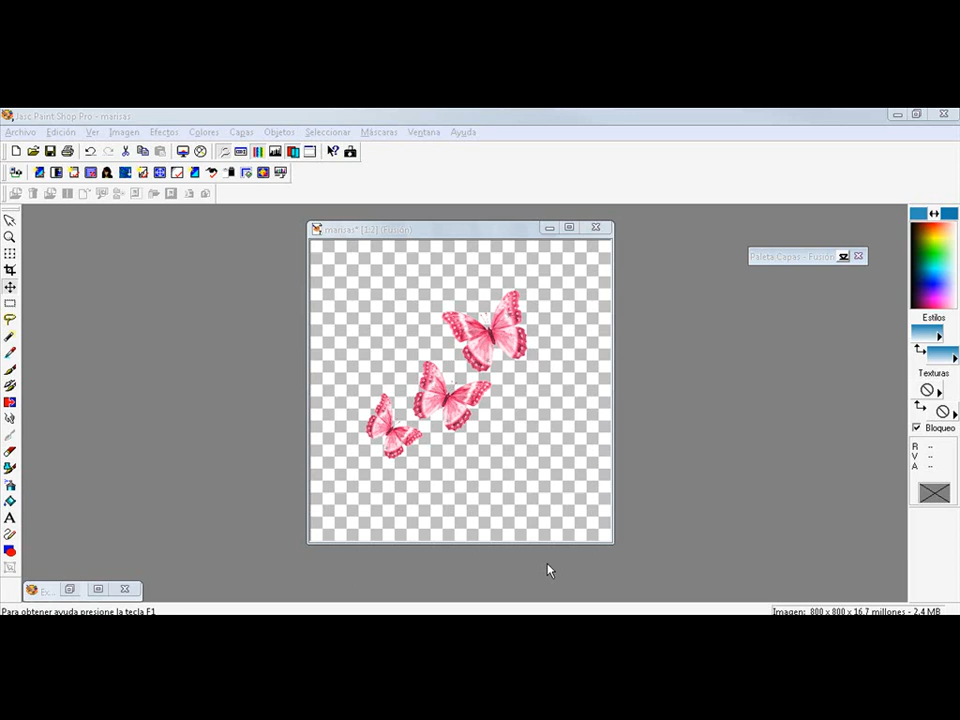 Jasc Paint Shop Pro - marisas
Archivo Edición Ver Imagen Efectos Colores Capas Objetos Seleccionar Máscaras Ventana Ayuda
marisas* [1:2] (Fusión)
Paleta Capas - Fusión
Estilos
Texturas
Bloqueo
R --
V --
A --
Ex...
Para obtener ayuda presione la tecla F1
Imagen: 800 x 800 x 16.7 millones - 2.4 MB